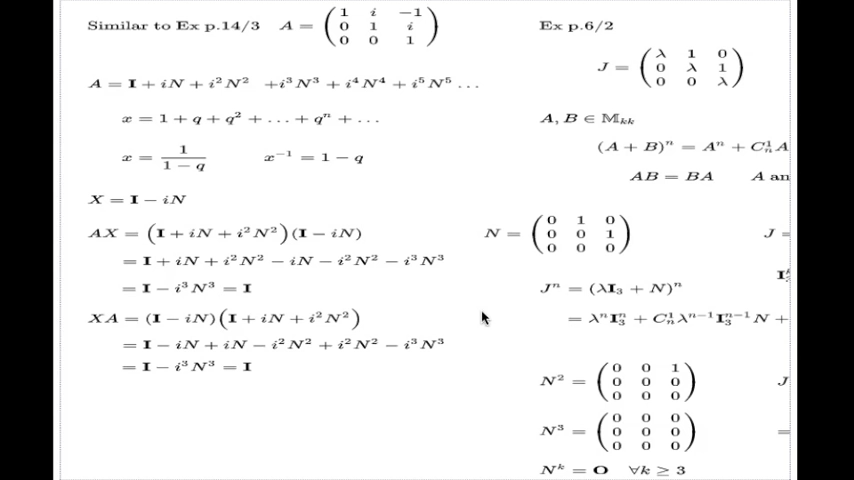 Similar to Ex p.14/3 A = ( 1 i −1
0 1 i
0 0 1 )
A = I + iN + i²N² +i³N³ + i⁴N⁴ + i⁵N⁵ ...
x = 1 + q + q² + ... + qⁿ + ...
x = 1/(1 − q) x⁻¹ = 1 − q
X = I − iN
AX = (I + iN + i²N²)(I − iN)
= I + iN + i²N² − iN − i²N² − i³N³
= I − i³N³ = I
XA = (I − iN)(I + iN + i²N²)
= I − iN + iN − i²N² + i²N² − i³N³
= I − i³N³ = I
Ex p.6/2
J = ( λ 1 0
0 λ 1
0 0 λ )
A, B ∈ 𝕄kk
(A + B)ⁿ = Aⁿ + C¹ₙA
AB = BA A an
N = ( 0 1 0
0 0 1
0 0 0 ) J =
Jⁿ = (λI₃ + N)ⁿ
= λⁿI₃ⁿ + C¹ₙλⁿ⁻¹I₃ⁿ⁻¹N +
N² = ( 0 0 1
0 0 0
0 0 0 ) J
N³ = ( 0 0 0
0 0 0
0 0 0 ) =
Nᵏ = O ∀k ≥ 3